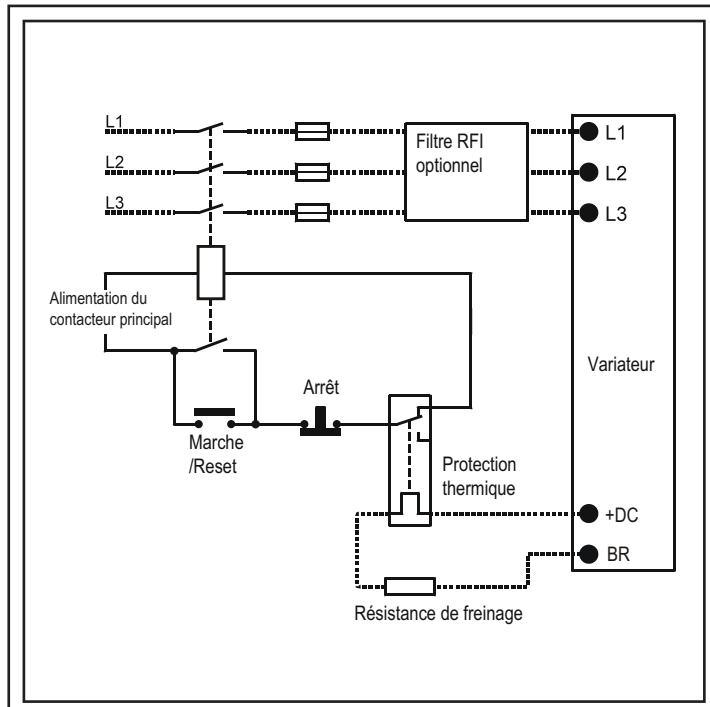 L1
L2
L3
Filtre RFI
optionnel
L1
L2
L3
Alimentation du
contacteur principal
Variateur
Arrêt
Marche
/Reset
Protection
thermique
+DC
BR
Résistance de freinage